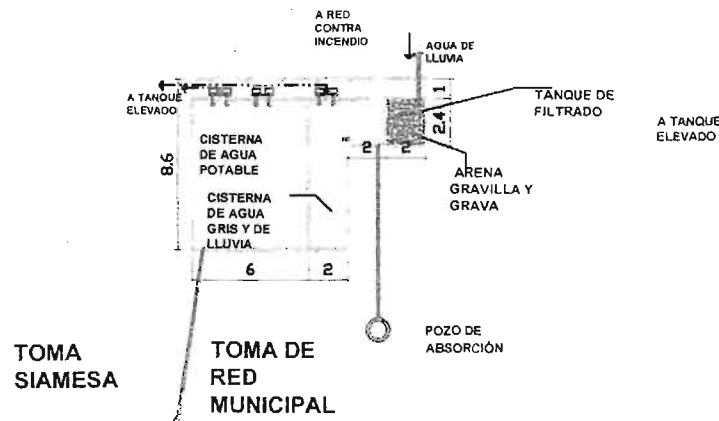 A RED
CONTRA
INCENDIO
AGUA DE
LLUVIA
A TANQUE
ELEVADO
1
TANQUE DE
FILTRADO
2.4
A TANQUE
ELEVADO
CISTERNA
DE AGUA
POTABLE
8.6
2
2
ARENA
GRAVILLA Y
GRAVA
CISTERNA
DE AGUA
GRIS Y DE
LLUVIA.
6
2
POZO DE
ABSORCIÓN
TOMA
SIAMESA
TOMA DE
RED
MUNICIPAL